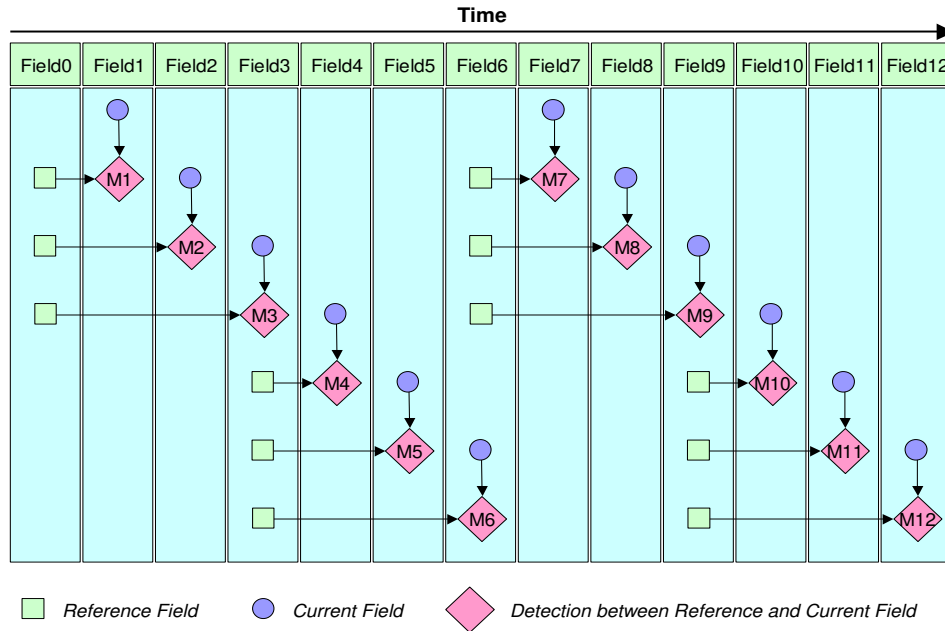 Time
Field0 Field1 Field2 Field3 Field4 Field5 Field6 Field7 Field8 Field9 Field10 Field11 Field12
M1 M7
M2 M8
M3 M9
M4 M10
M5 M11
M6 M12
Reference Field Current Field Detection between Reference and Current Field